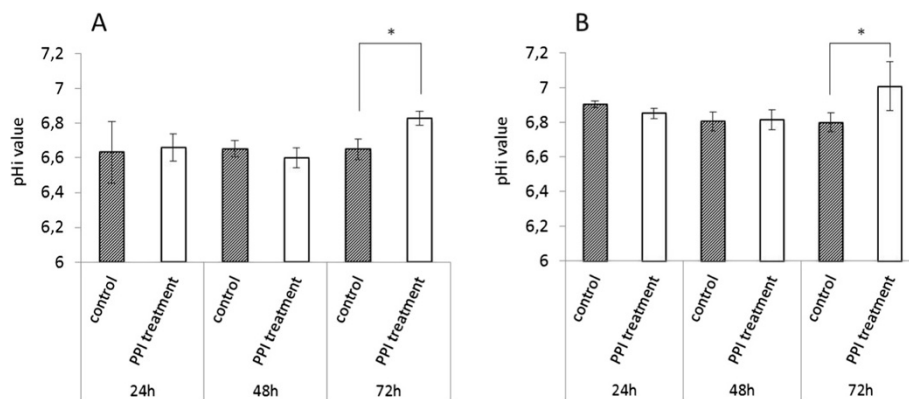 A
*
7,2
7
6,8
6,6
6,4
6,2
6
pHi value
control
PPI treatment
control
PPI treatment
control
PPI treatment
24h
48h
72h
B
*
7,2
7
6,8
6,6
6,4
6,2
6
pHi value
control
PPI treatment
control
PPI treatment
control
PPI treatment
24h
48h
72h